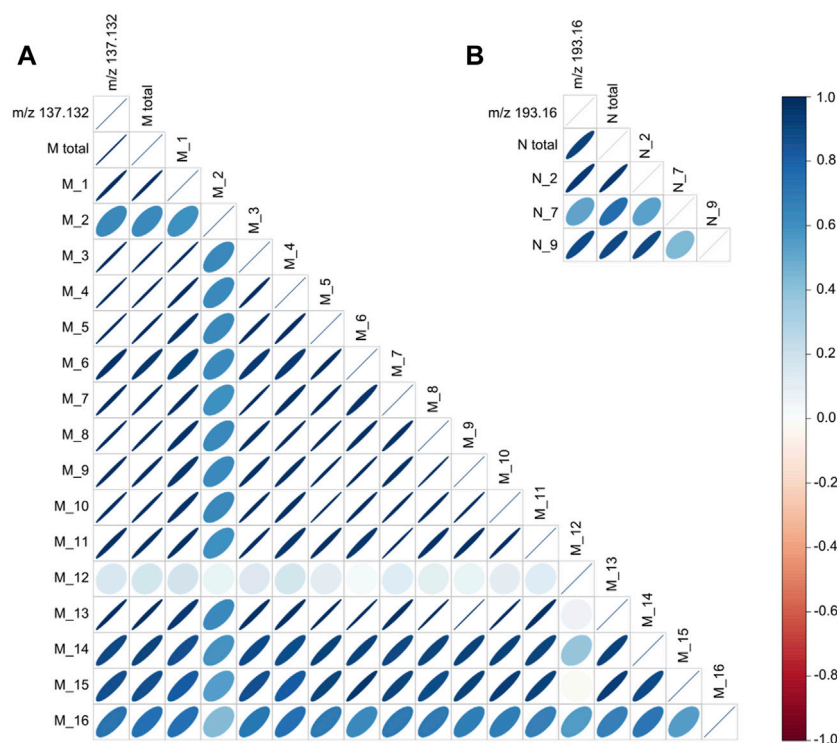 A
m/z 137.132
M total
M_1
M_2
M_3
M_4
M_5
M_6
M_7
M_8
M_9
M_10
M_11
M_12
M_13
M_14
M_15
M_16
m/z 137.132
M total
M_1
M_2
M_3
M_4
M_5
M_6
M_7
M_8
M_9
M_10
M_11
M_12
M_13
M_14
M_15
M_16
B
m/z 193.16
N total
N_2
N_7
N_9
m/z 193.16
N total
N_2
N_7
N_9
1.0
0.8
0.6
0.4
0.2
0.0
-0.2
-0.4
-0.6
-0.8
-1.0